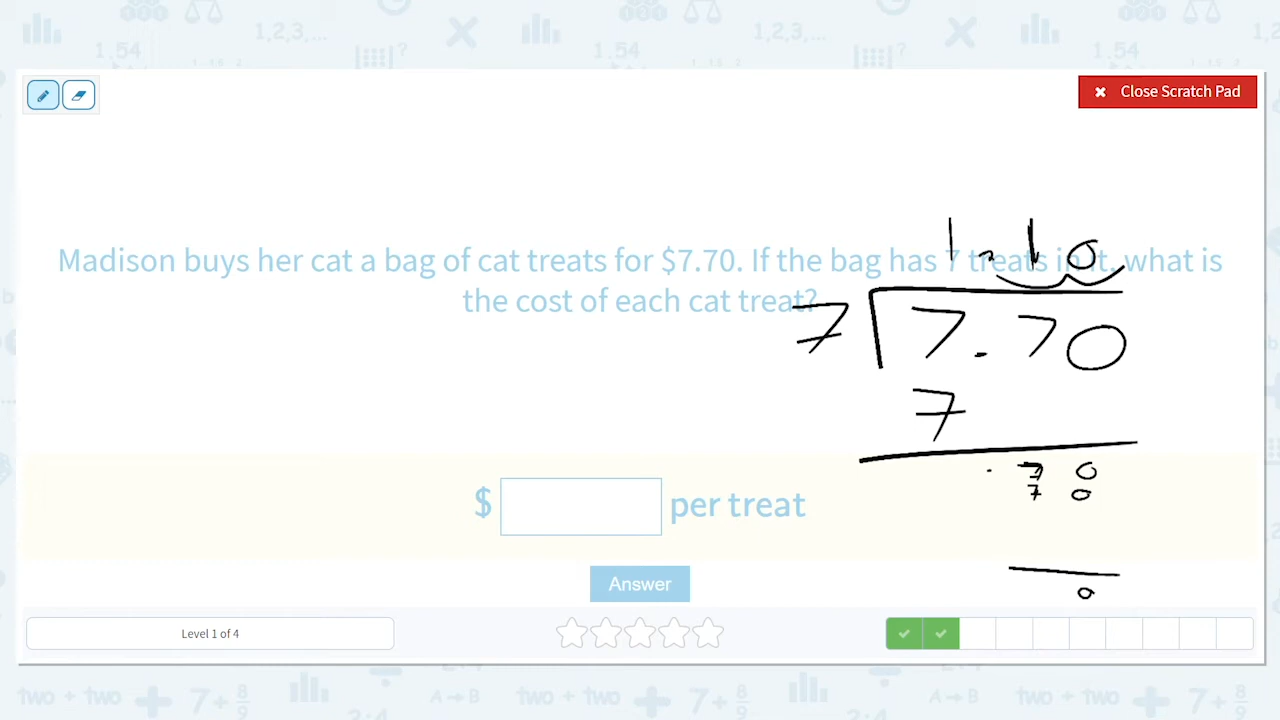 Close Scratch Pad
Madison buys her cat a bag of cat treats for $7.70. If the bag has 7 treats in it, what is
the cost of each cat treat?
1.10
7 7.70
7
.70
70
0
$ per treat
Answer
Level 1 of 4